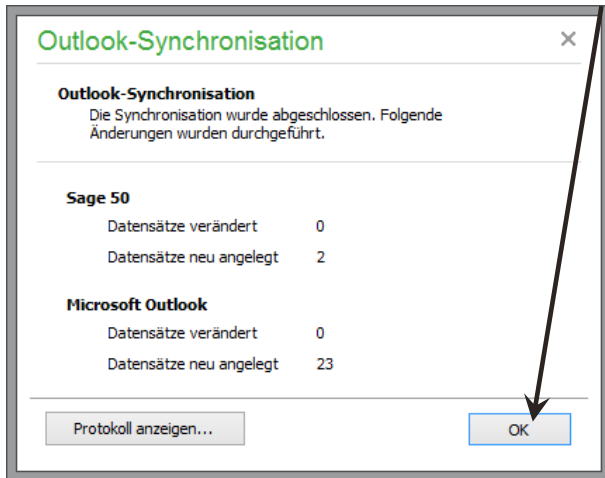 Outlook-Synchronisation
Outlook-Synchronisation
Die Synchronisation wurde abgeschlossen. Folgende
Änderungen wurden durchgeführt.
Sage 50
Datensätze verändert 0
Datensätze neu angelegt 2
Microsoft Outlook
Datensätze verändert 0
Datensätze neu angelegt 23
Protokoll anzeigen... OK